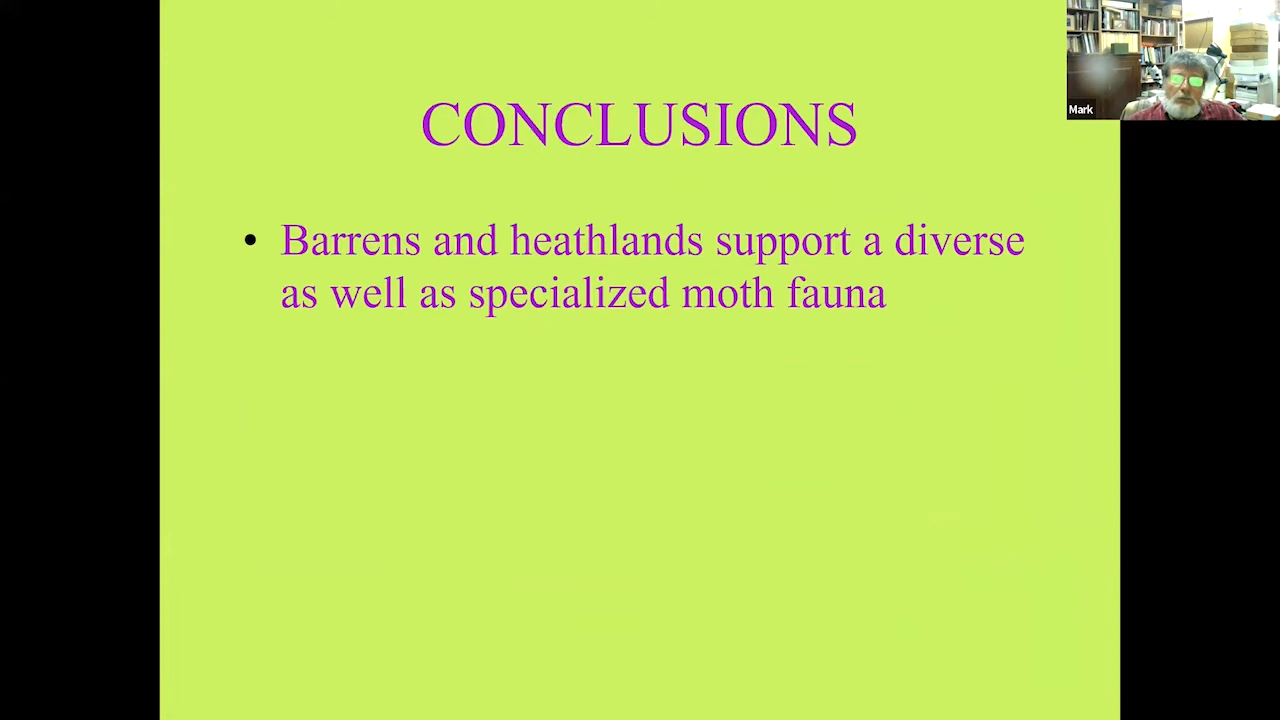 CONCLUSIONS
• Barrens and heathlands support a diverse
as well as specialized moth fauna
Mark